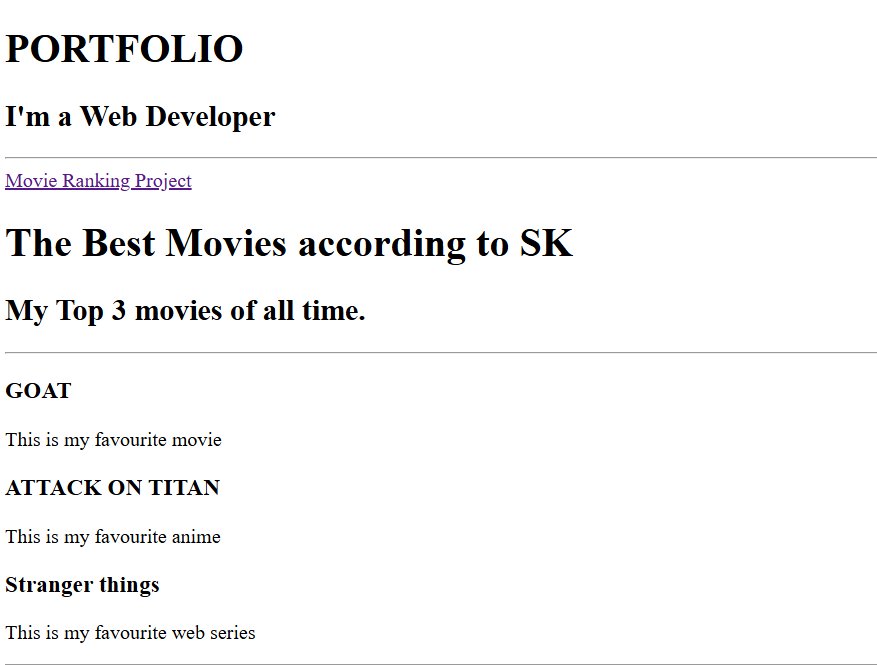 PORTFOLIO
I'm a Web Developer
Movie Ranking Project
The Best Movies according to SK
My Top 3 movies of all time.
GOAT
This is my favourite movie
ATTACK ON TITAN
This is my favourite anime
Stranger things
This is my favourite web series